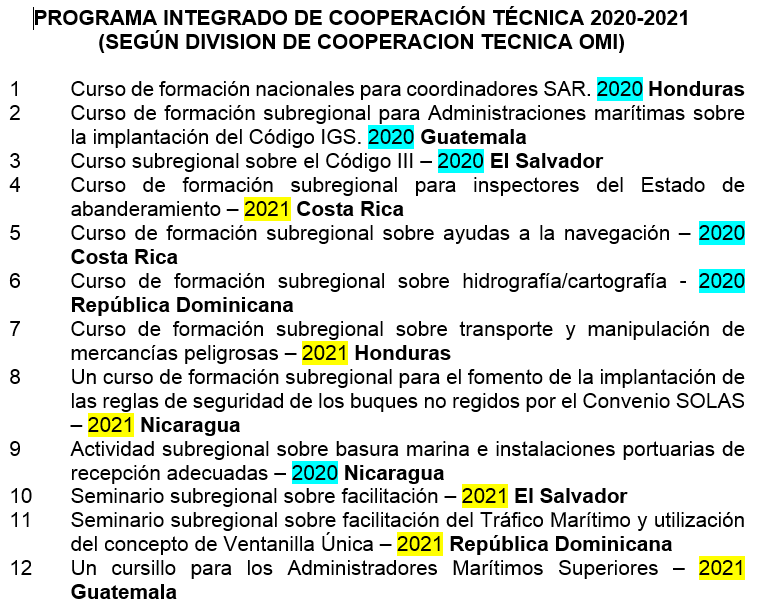 PROGRAMA INTEGRADO DE COOPERACIÓN TÉCNICA 2020-2021
(SEGÚN DIVISION DE COOPERACION TECNICA OMI)
1 Curso de formación nacionales para coordinadores SAR. 2020 Honduras
2 Curso de formación subregional para Administraciones marítimas sobre
la implantación del Código IGS. 2020 Guatemala
3 Curso subregional sobre el Código III – 2020 El Salvador
4 Curso de formación subregional para inspectores del Estado de
abanderamiento – 2021 Costa Rica
5 Curso de formación subregional sobre ayudas a la navegación – 2020
Costa Rica
6 Curso de formación subregional sobre hidrografía/cartografía - 2020
República Dominicana
7 Curso de formación subregional sobre transporte y manipulación de
mercancías peligrosas – 2021 Honduras
8 Un curso de formación subregional para el fomento de la implantación de
las reglas de seguridad de los buques no regidos por el Convenio SOLAS
– 2021 Nicaragua
9 Actividad subregional sobre basura marina e instalaciones portuarias de
recepción adecuadas – 2020 Nicaragua
10 Seminario subregional sobre facilitación – 2021 El Salvador
11 Seminario subregional sobre facilitación del Tráfico Marítimo y utilización
del concepto de Ventanilla Única – 2021 República Dominicana
12 Un cursillo para los Administradores Marítimos Superiores – 2021
Guatemala